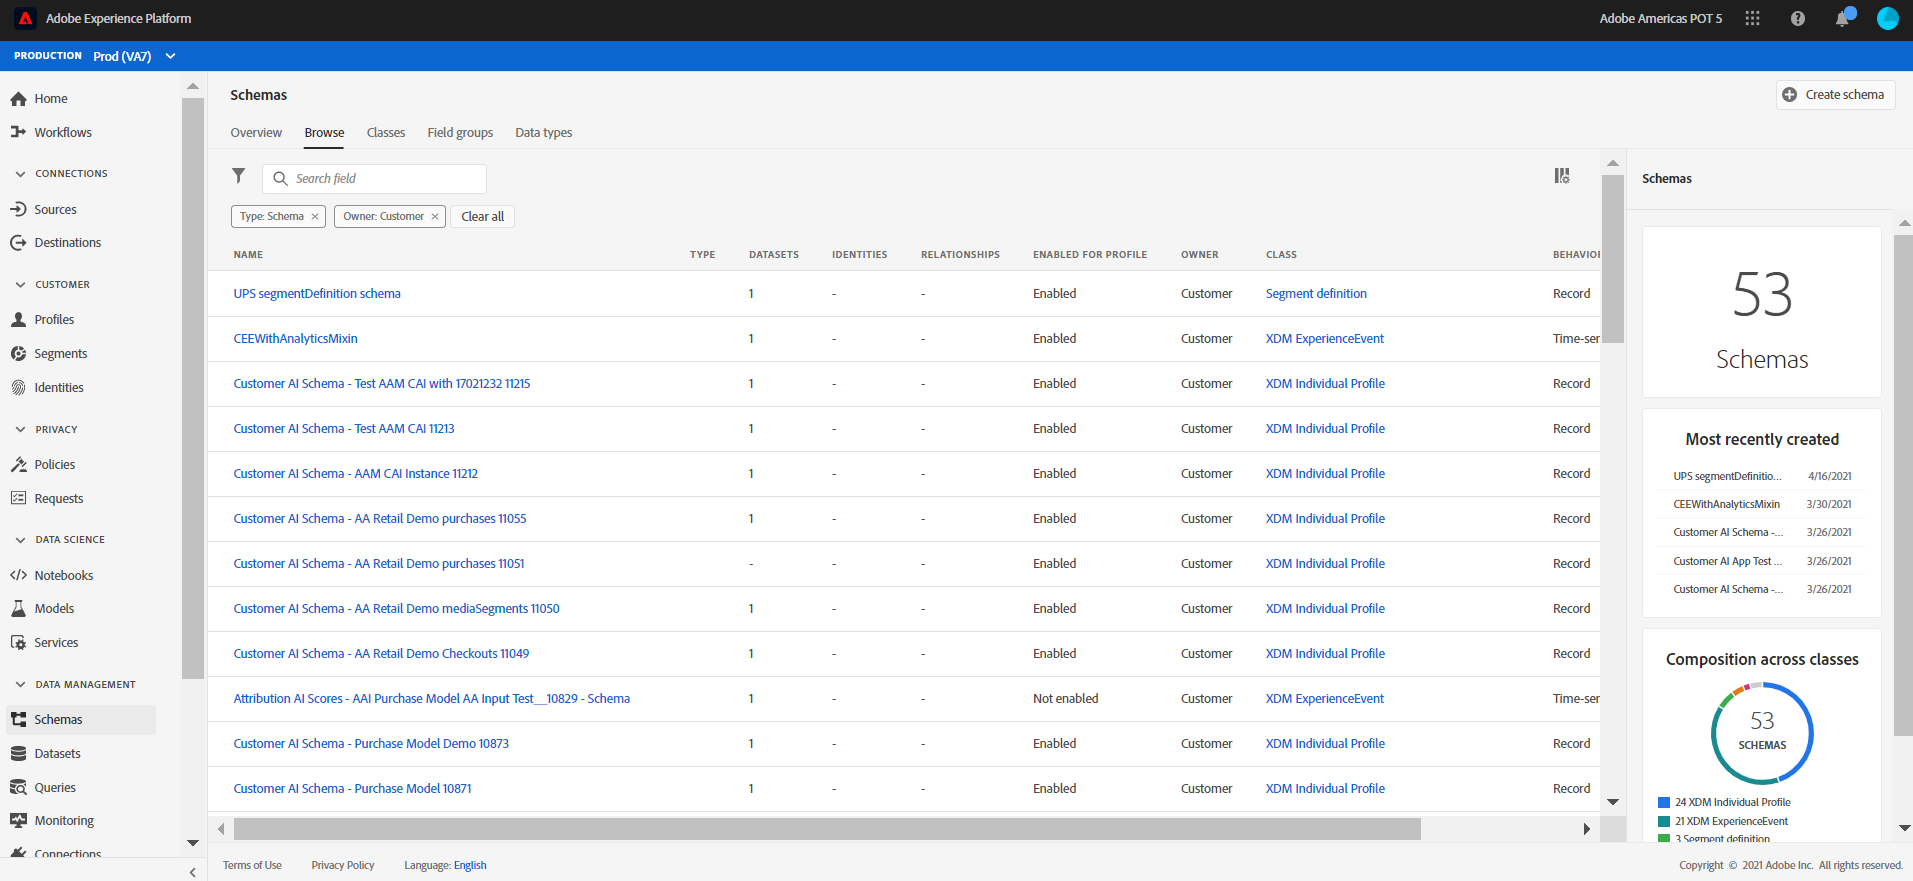 Adobe Experience Platform
Adobe Americas POT 5
PRODUCTION Prod (VA7)
Home
Workflows
CONNECTIONS
Sources
Destinations
CUSTOMER
Profiles
Segments
Identities
PRIVACY
Policies
Requests
DATA SCIENCE
Notebooks
Models
Services
DATA MANAGEMENT
Schemas
Datasets
Queries
Monitoring
Connections
Schemas
Create schema
Overview Browse Classes Field groups Data types
Search field
Type: Schema × Owner: Customer × Clear all
NAME TYPE DATASETS IDENTITIES RELATIONSHIPS ENABLED FOR PROFILE OWNER CLASS BEHAVIOR
UPS segmentDefinition schema 1 - - Enabled Customer Segment definition Record
CEEWithAnalyticsMixin 1 - - Enabled Customer XDM ExperienceEvent Time-ser
Customer AI Schema - Test AAM CAI with 17021232 11215 1 - - Enabled Customer XDM Individual Profile Record
Customer AI Schema - Test AAM CAI 11213 1 - - Enabled Customer XDM Individual Profile Record
Customer AI Schema - AAM CAI Instance 11212 1 - - Enabled Customer XDM Individual Profile Record
Customer AI Schema - AA Retail Demo purchases 11055 1 - - Enabled Customer XDM Individual Profile Record
Customer AI Schema - AA Retail Demo purchases 11051 - - - Enabled Customer XDM Individual Profile Record
Customer AI Schema - AA Retail Demo mediaSegments 11050 1 - - Enabled Customer XDM Individual Profile Record
Customer AI Schema - AA Retail Demo Checkouts 11049 1 - - Enabled Customer XDM Individual Profile Record
Attribution AI Scores - AAI Purchase Model AA Input Test__10829 - Schema 1 - - Not enabled Customer XDM ExperienceEvent Time-ser
Customer AI Schema - Purchase Model Demo 10873 1 - - Enabled Customer XDM Individual Profile Record
Customer AI Schema - Purchase Model 10871 1 - - Enabled Customer XDM Individual Profile Record
Schemas
53
Schemas
Most recently created
UPS segmentDefinitio... 4/16/2021
CEEWithAnalyticsMixin 3/30/2021
Customer AI Schema -... 3/26/2021
Customer AI App Test ... 3/26/2021
Customer AI Schema -... 3/26/2021
Composition across classes
53
SCHEMAS
24 XDM Individual Profile
21 XDM ExperienceEvent
3 Segment definition
Terms of Use Privacy Policy Language: English
Copyright © 2021 Adobe Inc. All rights reserved.